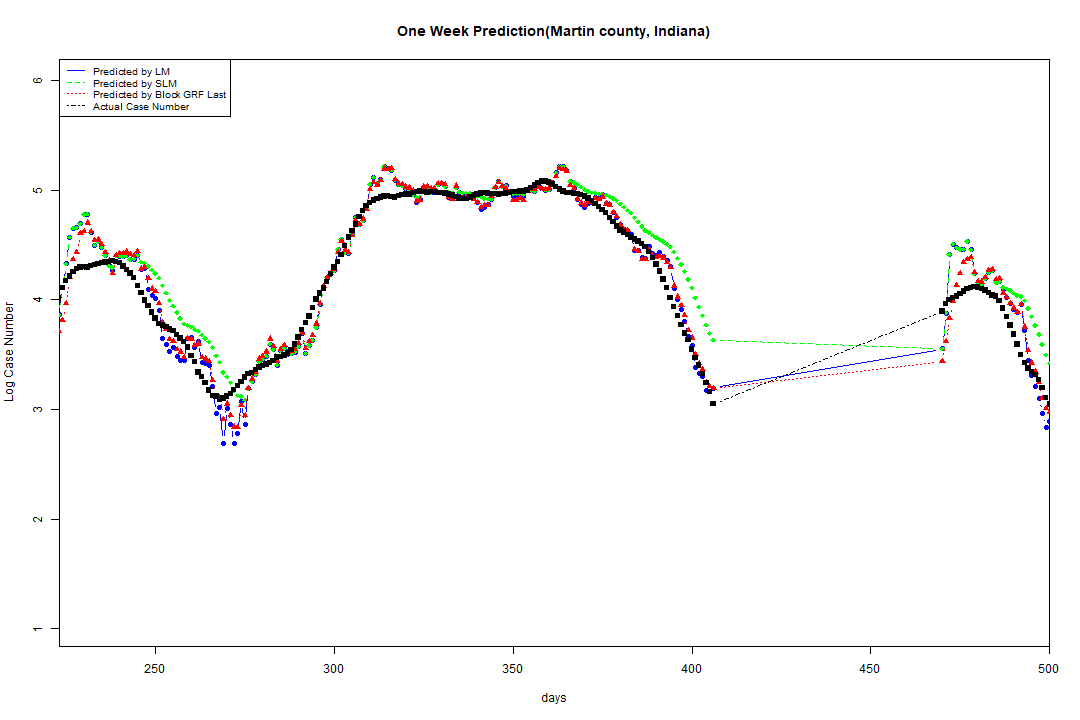 One Week Prediction(Martin county, Indiana)
Predicted by LM
Predicted by SLM
Predicted by Block GRF Last
Actual Case Number
6
5
4
3
2
1
Log Case Number
250 300 350 400 450 500
days